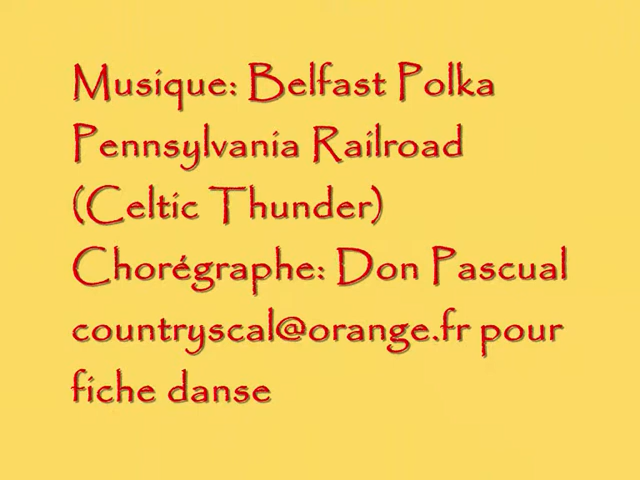 Musique: Belfast Polka
Pennsylvania Railroad
(Celtic Thunder)
Chorégraphe: Don Pascual
countryscal@orange.fr pour
fiche danse